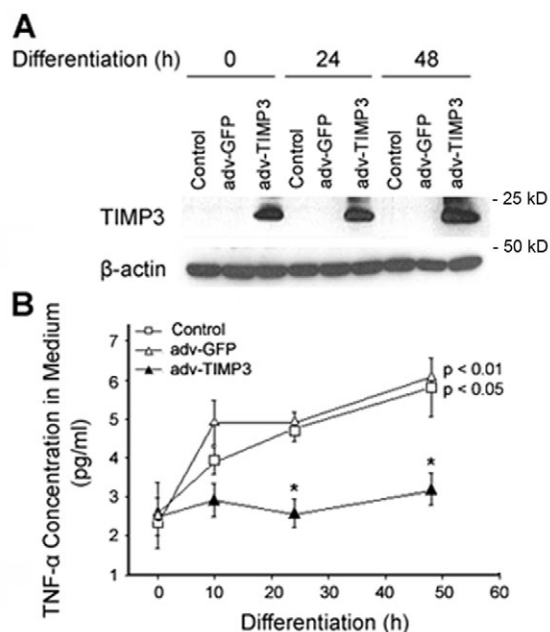 A
Differentiation (h) 0 24 48
Control adv-GFP adv-TIMP3 Control adv-GFP adv-TIMP3 Control adv-GFP adv-TIMP3
- 25 kD
TIMP3
- 50 kD
β-actin
B
Control
adv-GFP
adv-TIMP3
TNF-α Concentration in Medium
(pg/ml)
7
6
5
4
3
2
1
p < 0.01
p < 0.05
*
*
0 10 20 30 40 50 60
Differentiation (h)